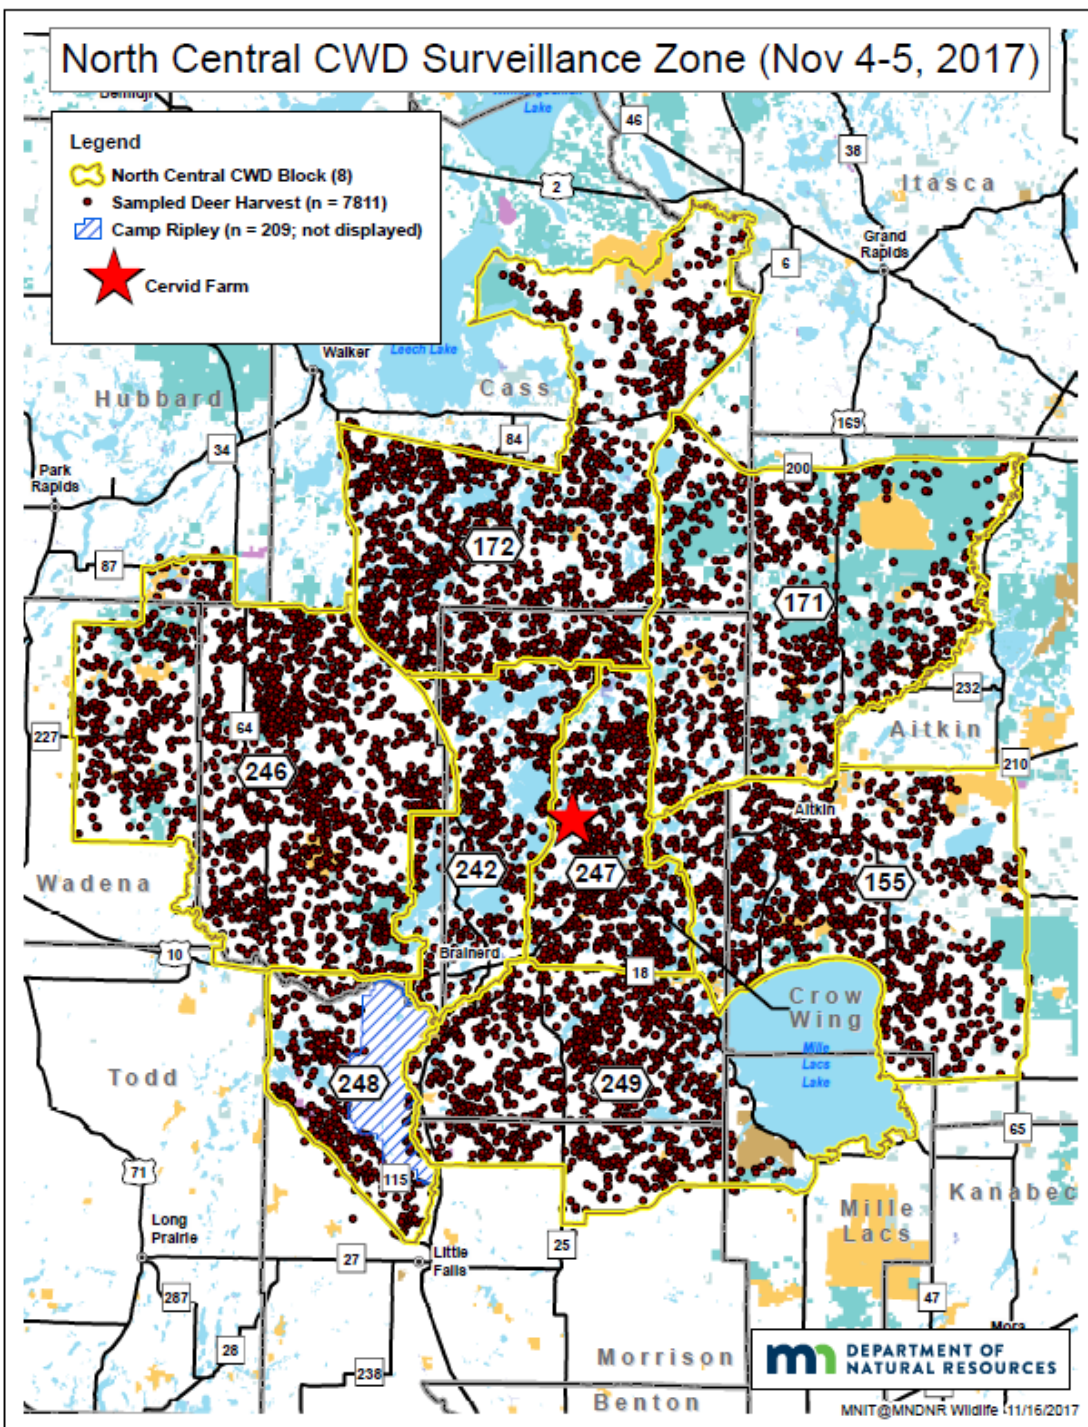 North Central CWD Surveillance Zone (Nov 4-5, 2017)
Bemidji
Lake
Legend
North Central CWD Block (8)
Sampled Deer Harvest (n = 7811)
Camp Ripley (n = 209; not displayed)
Cervid Farm
46
38
2
Itasca
Grand
Rapids
6
Walker
Leech Lake
Cass
Hubbard
84
169
34
200
Park
Rapids
172
87
171
232
64
227
Aitkin
210
246
Aitkin
242
247
155
Wadena
Brainerd
10
18
Crow
Wing
Mille
Lacs
Lake
Todd
248
249
65
71
115
Kanabec
Mille
Lacs
Long
Prairie
27
Little
Falls
25
287
47
28
Mora
238
Morrison
Benton
mn DEPARTMENT OF
NATURAL RESOURCES
MNIT@MNDNR Wildlife 11/16/2017